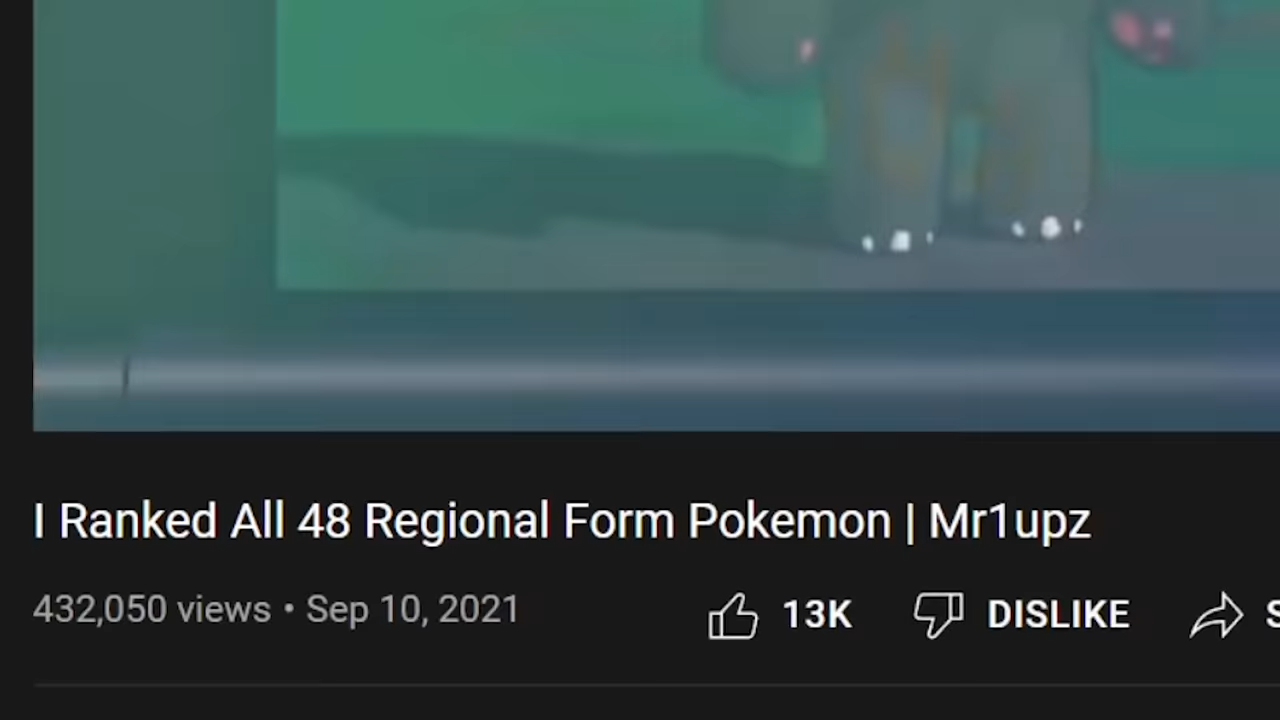 I Ranked All 48 Regional Form Pokemon | Mr1upz
432,050 views • Sep 10, 2021 13K DISLIKE S